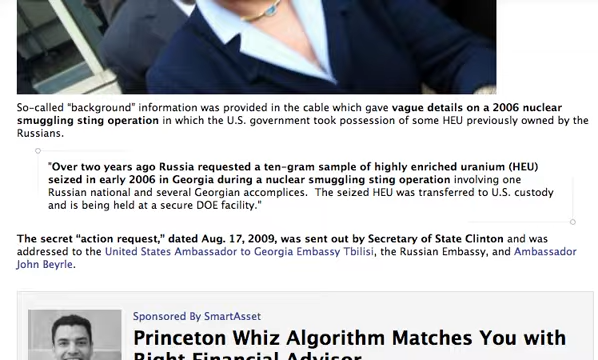 So-called “background” information was provided in the cable which gave vague details on a 2006 nuclear
smuggling sting operation in which the U.S. government took possession of some HEU previously owned by the
Russians.
"Over two years ago Russia requested a ten-gram sample of highly enriched uranium (HEU)
seized in early 2006 in Georgia during a nuclear smuggling sting operation involving one
Russian national and several Georgian accomplices. The seized HEU was transferred to U.S. custody
and is being held at a secure DOE facility."
The secret “action request,” dated Aug. 17, 2009, was sent out by Secretary of State Clinton and was
addressed to the United States Ambassador to Georgia Embassy Tbilisi, the Russian Embassy, and Ambassador
John Beyrle.
Sponsored By SmartAsset
Princeton Whiz Algorithm Matches You with
Right Financial Advisor